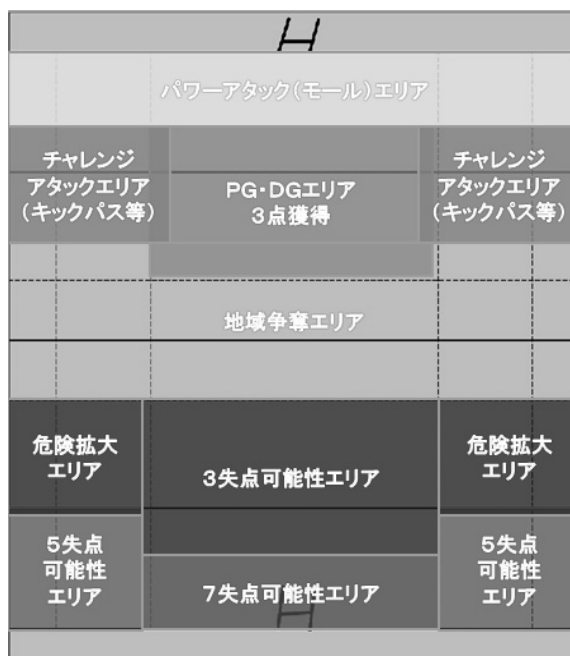 パワーアタック(モール)エリア
チャレンジ
アタックエリア
(キックパス等)
PG・DGエリア
3点獲得
チャレンジ
アタックエリア
(キックパス等)
地域争奪エリア
危険拡大
エリア
3失点可能性エリア
危険拡大
エリア
5失点
可能性
エリア
7失点可能性エリア
5失点
可能性
エリア